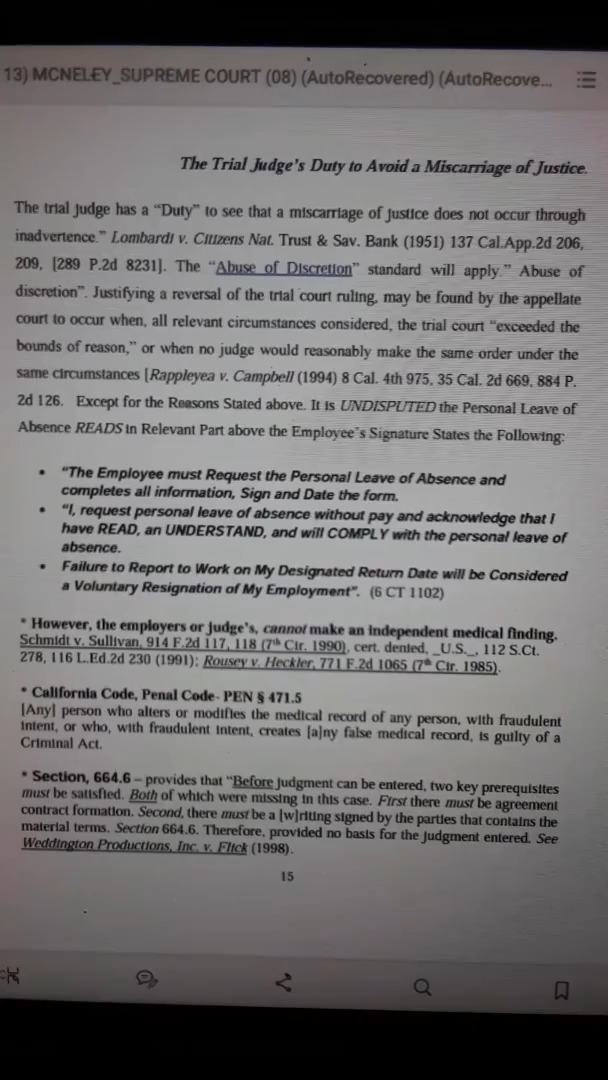 13) MCNELEY_SUPREME COURT (08) (AutoRecovered) (AutoRecove...
The Trial Judge's Duty to Avoid a Miscarriage of Justice.
The trial judge has a "Duty" to see that a miscarriage of justice does not occur through
inadvertence." Lombardi v. Citizens Nat. Trust & Sav. Bank (1951) 137 Cal.App.2d 206,
209, [289 P.2d 8231]. The "Abuse of Discretion" standard will apply." Abuse of
discretion". Justifying a reversal of the trial court ruling, may be found by the appellate
court to occur when, all relevant circumstances considered, the trial court "exceeded the
bounds of reason," or when no judge would reasonably make the same order under the
same circumstances [Rappleyea v. Campbell (1994) 8 Cal. 4th 975, 35 Cal. 2d 669, 884 P.
2d 126. Except for the Reasons Stated above. It is UNDISPUTED the Personal Leave of
Absence READS in Relevant Part above the Employee's Signature States the Following:
• "The Employee must Request the Personal Leave of Absence and
completes all information, Sign and Date the form.
• "I, request personal leave of absence without pay and acknowledge that I
have READ, an UNDERSTAND, and will COMPLY with the personal leave of
absence.
• Failure to Report to Work on My Designated Return Date will be Considered
a Voluntary Resignation of My Employment". (6 CT 1102)
* However, the employers or judge's, cannot make an independent medical finding.
Schmidt v. Sullivan, 914 F.2d 117, 118 (7th Cir. 1990), cert. denied, _U.S._, 112 S.Ct.
278, 116 L.Ed.2d 230 (1991); Rousey v. Heckler, 771 F.2d 1065 (7th Cir. 1985).
* California Code, Penal Code- PEN § 471.5
[Any] person who alters or modifies the medical record of any person, with fraudulent
intent, or who, with fraudulent intent, creates [a]ny false medical record, is guilty of a
Criminal Act.
* Section, 664.6 – provides that "Before judgment can be entered, two key prerequisites
must be satisfied. Both of which were missing in this case. First there must be agreement
contract formation. Second, there must be a [w]riting signed by the parties that contains the
material terms. Section 664.6. Therefore, provided no basis for the judgment entered. See
Weddington Productions, Inc. v. Flick (1998).
15